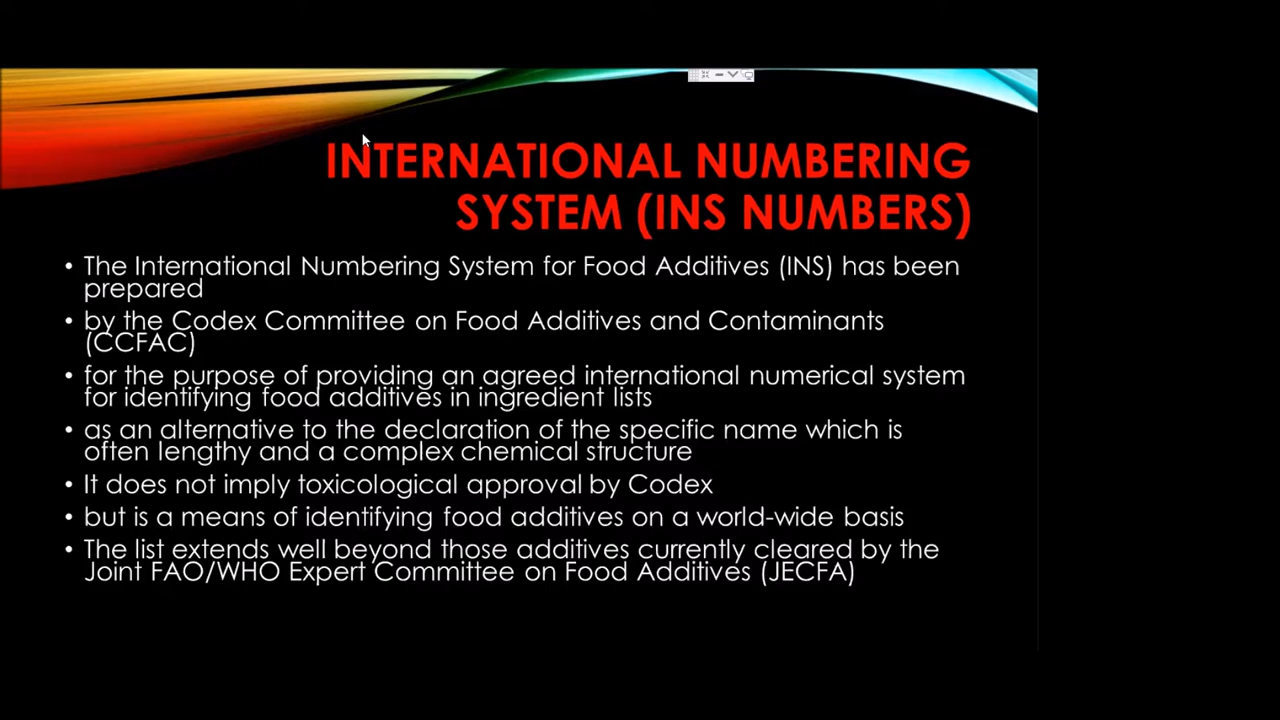 INTERNATIONAL NUMBERING
SYSTEM (INS NUMBERS)
• The International Numbering System for Food Additives (INS) has been
prepared
• by the Codex Committee on Food Additives and Contaminants
(CCFAC)
• for the purpose of providing an agreed international numerical system
for identifying food additives in ingredient lists
• as an alternative to the declaration of the specific name which is
often lengthy and a complex chemical structure
• It does not imply toxicological approval by Codex
• but is a means of identifying food additives on a world-wide basis
• The list extends well beyond those additives currently cleared by the
Joint FAO/WHO Expert Committee on Food Additives (JECFA)